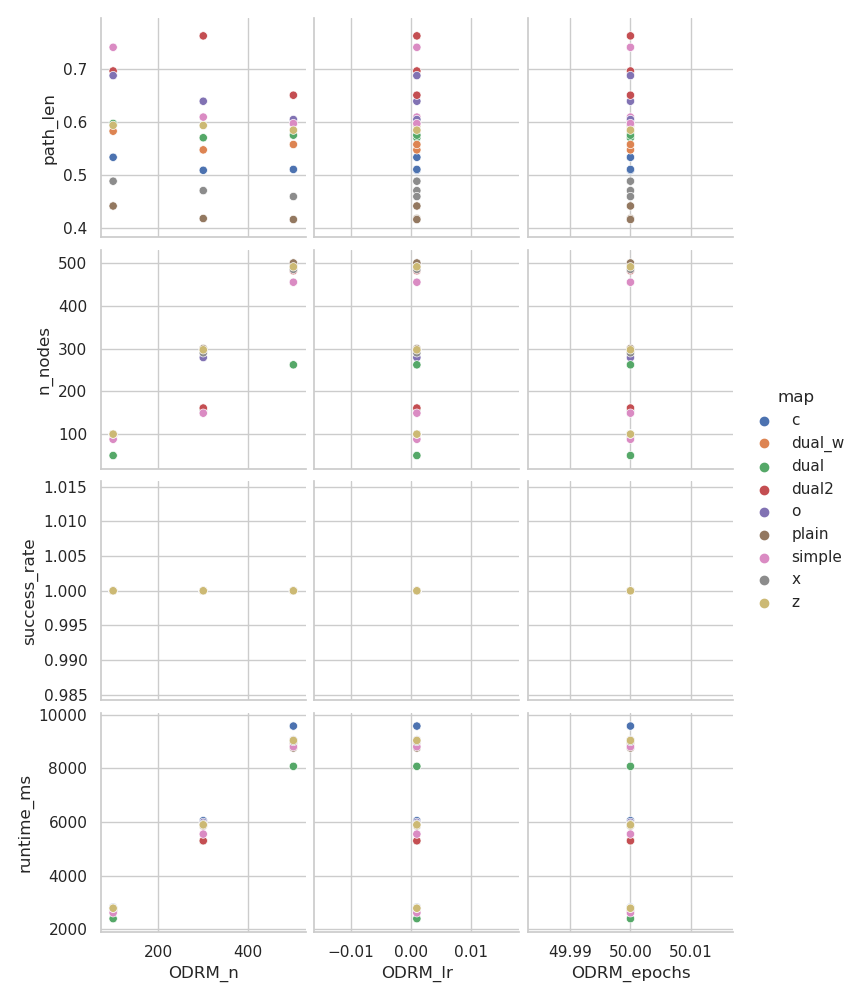 path_len
0.7
0.6
0.5
0.4
n_nodes
500
400
300
200
100
success_rate
1.015
1.010
1.005
1.000
0.995
0.990
0.985
runtime_ms
10000
8000
6000
4000
2000
200 400
ODRM_n
−0.01 0.00 0.01
ODRM_lr
49.99 50.00 50.01
ODRM_epochs
map
c
dual_w
dual
dual2
o
plain
simple
x
z